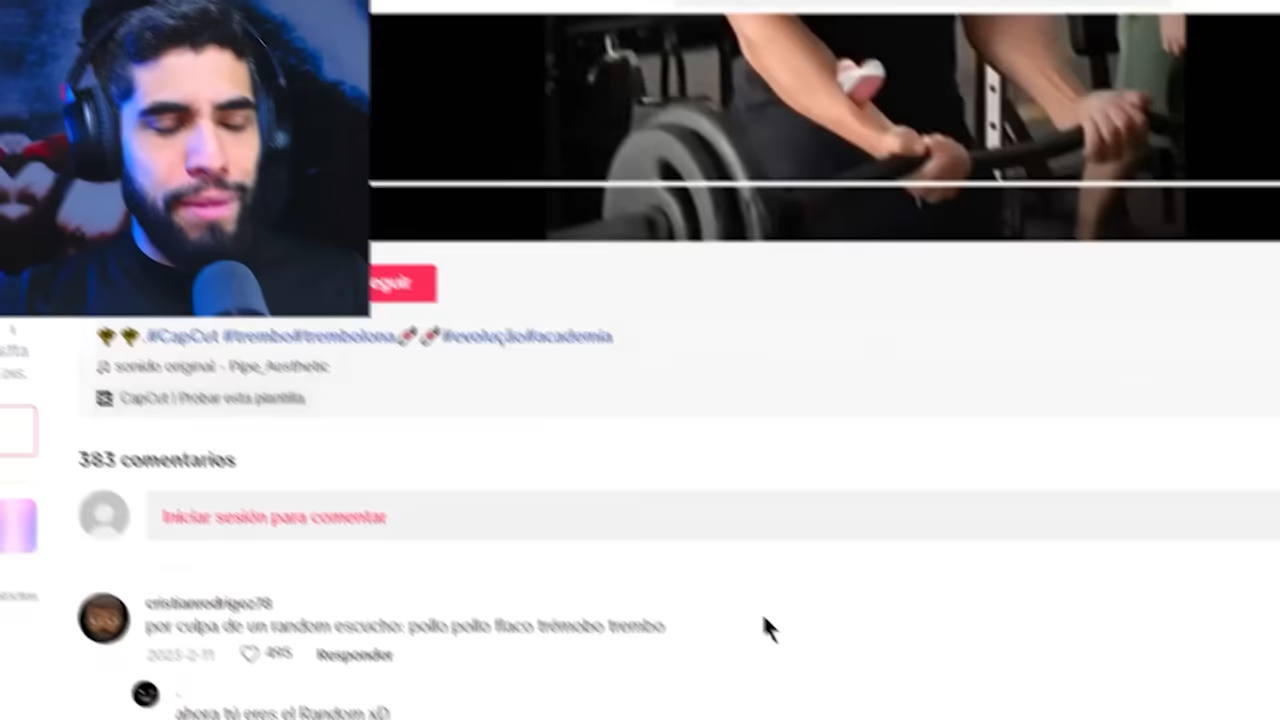 eguir
#CapCut #trembo#trembolona #evolução#academia
sonido original - Pipe_Aesthetic
CapCut | Probar esta plantilla
383 comentarios
Iniciar sesión para comentar
cristianrodrigez78
por culpa de un random escucho: pollo pollo flaco trémobo trembo
2023-2-11 495 Responder
ahora tú eres el Random xD